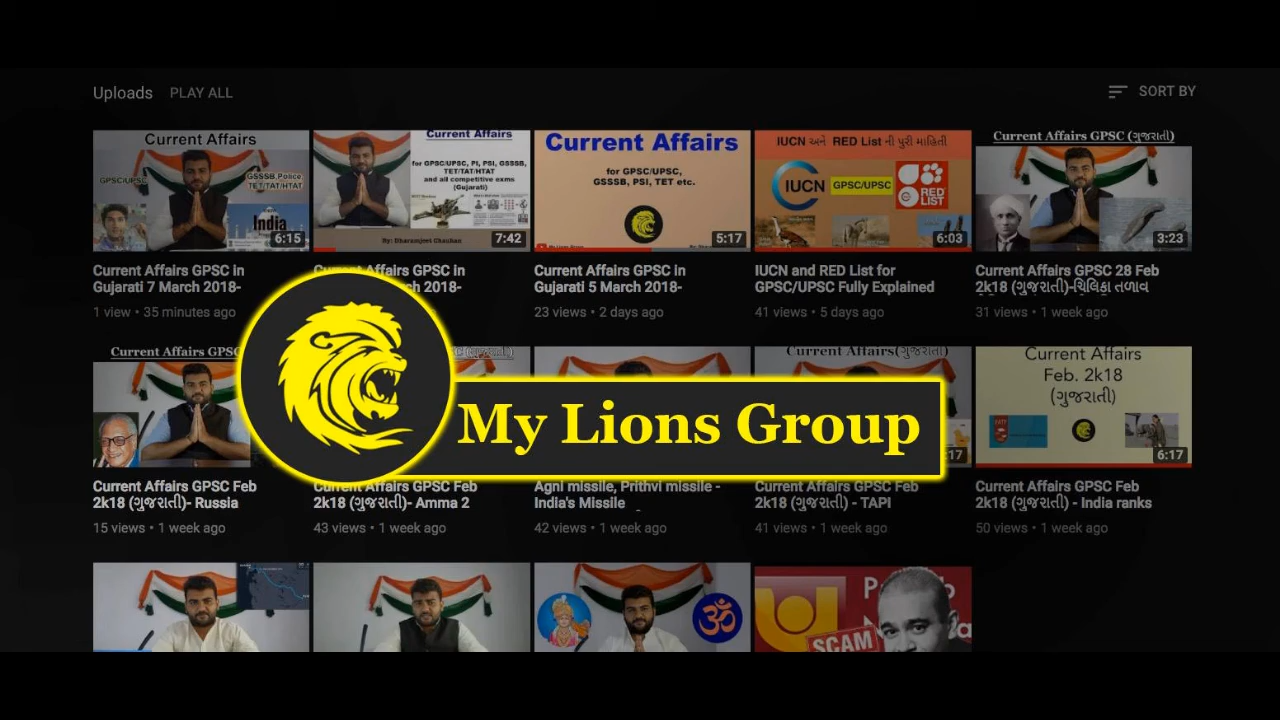 Uploads PLAY ALL SORT BY
Current Affairs
GPSC/UPSC
GSSSB,Police
TET/TAT/HTAT
India
6:15
Current Affairs
for GPSC/UPSC, PI, PSI, GSSSB,
TET/TAT/HTAT
and all competitive exms
(Gujarati)
By: Dharamjeet Chauhan
7:42
Current Affairs
for GPSC/UPSC,
GSSSB, PSI, TET etc.
5:17
IUCN અને RED List ની પુરી માહિતી
IUCN
GPSC/UPSC
RED
LIST
6:03
Current Affairs GPSC (ગુજરાતી)
3:23
Current Affairs GPSC in
Gujarati 7 March 2018-
1 view • 35 minutes ago
Current Affairs GPSC in
March 2018-
Current Affairs GPSC in
Gujarati 5 March 2018-
23 views • 2 days ago
IUCN and RED List for
GPSC/UPSC Fully Explained
41 views • 5 days ago
Current Affairs GPSC 28 Feb
2k18 (ગુજરાતી)-ચિલિકા તળાવ
31 views • 1 week ago
My Lions Group
Current Affairs GPSC
Current Affairs(ગુજરાતી)
:17
Current Affairs
Feb. 2k18
(ગુજરાતી)
FATF
6:17
Current Affairs GPSC Feb
2k18 (ગુજરાતી)- Russia
15 views • 1 week ago
Current Affairs GPSC Feb
2k18 (ગુજરાતી)- Amma 2
43 views • 1 week ago
Agni missile, Prithvi missile -
India's Missile
42 views • 1 week ago
Current Affairs GPSC Feb
2k18 (ગુજરાતી) - TAPI
41 views • 1 week ago
Current Affairs GPSC Feb
2k18 (ગુજરાતી) - India ranks
50 views • 1 week ago
ॐ
SCAM